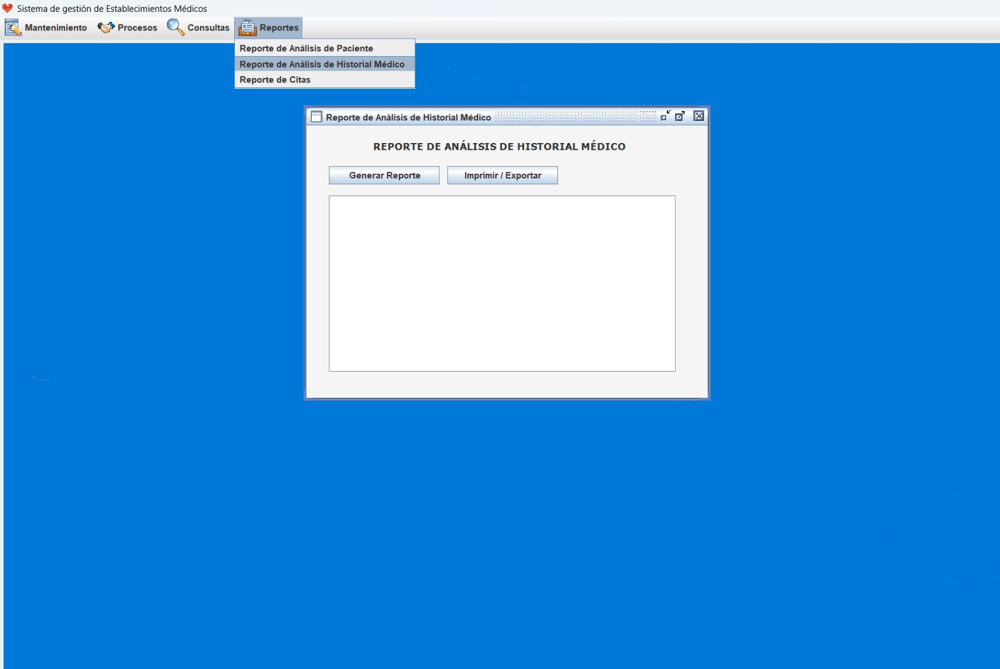 Sistema de gestión de Establecimientos Médicos
Mantenimiento Procesos Consultas Reportes
Reporte de Análisis de Paciente
Reporte de Análisis de Historial Médico
Reporte de Citas
Reporte de Análisis de Historial Médico
REPORTE DE ANÁLISIS DE HISTORIAL MÉDICO
Generar Reporte Imprimir / Exportar